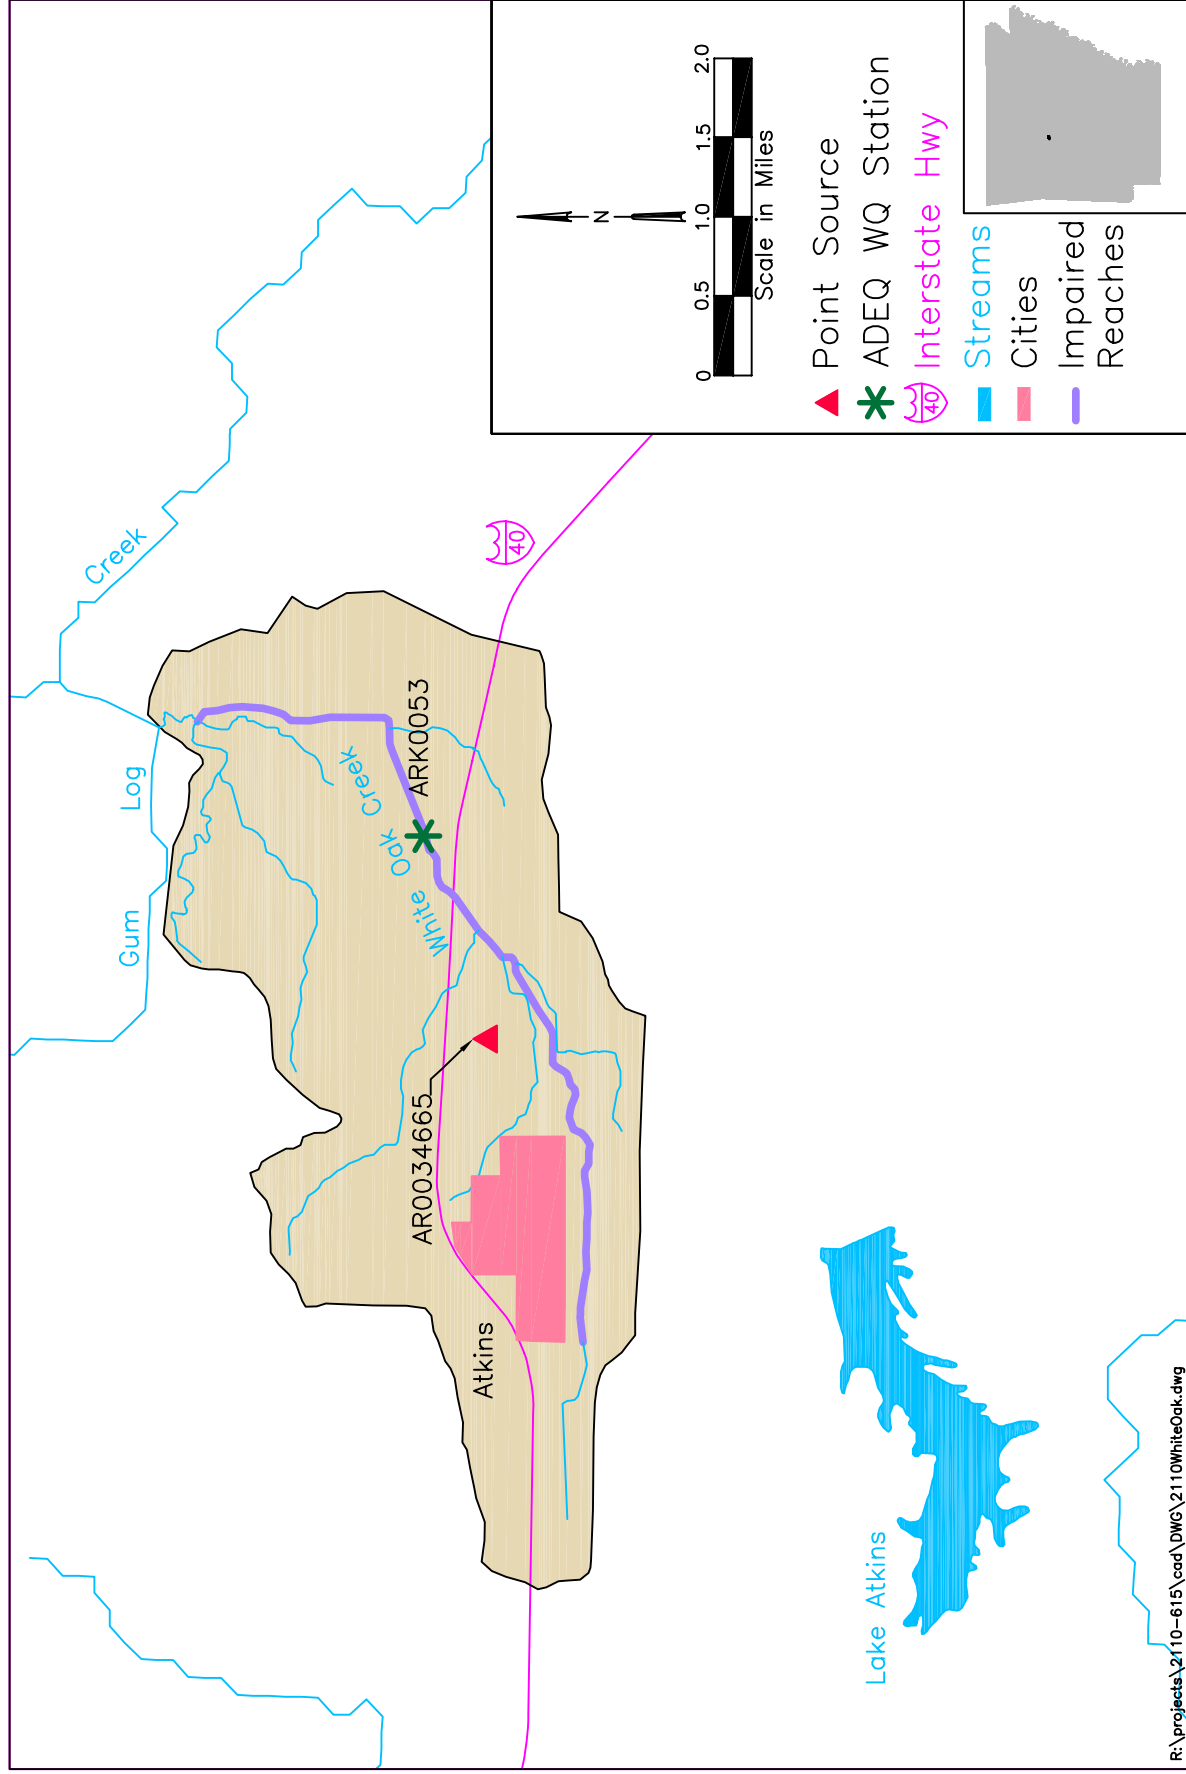 Gum
Log
Creek
40
White Oak Creek
ARK0053
AR0034665
Atkins
Lake Atkins
N
0 0.5 1.0 1.5 2.0
Scale in Miles
Point Source
ADEQ WQ Station
40 Interstate Hwy
Streams
Cities
Impaired
Reaches
R:\projects\2110-615\cad\DWG\2110WhiteOak.dwg